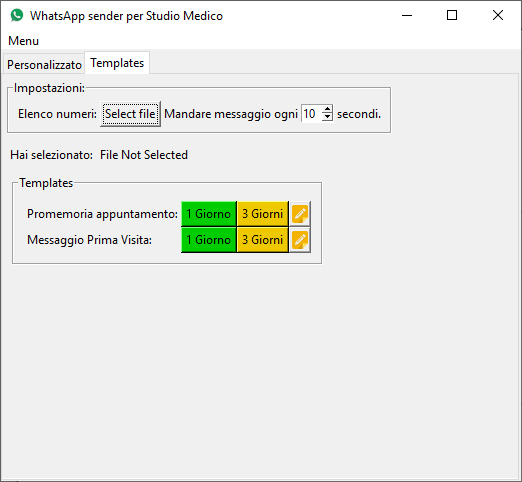 WhatsApp sender per Studio Medico
Menu
Personalizzato Templates
Impostazioni:
Elenco numeri: Select file Mandare messaggio ogni 10 secondi.
Hai selezionato: File Not Selected
Templates
Promemoria appuntamento: 1 Giorno 3 Giorni
Messaggio Prima Visita: 1 Giorno 3 Giorni